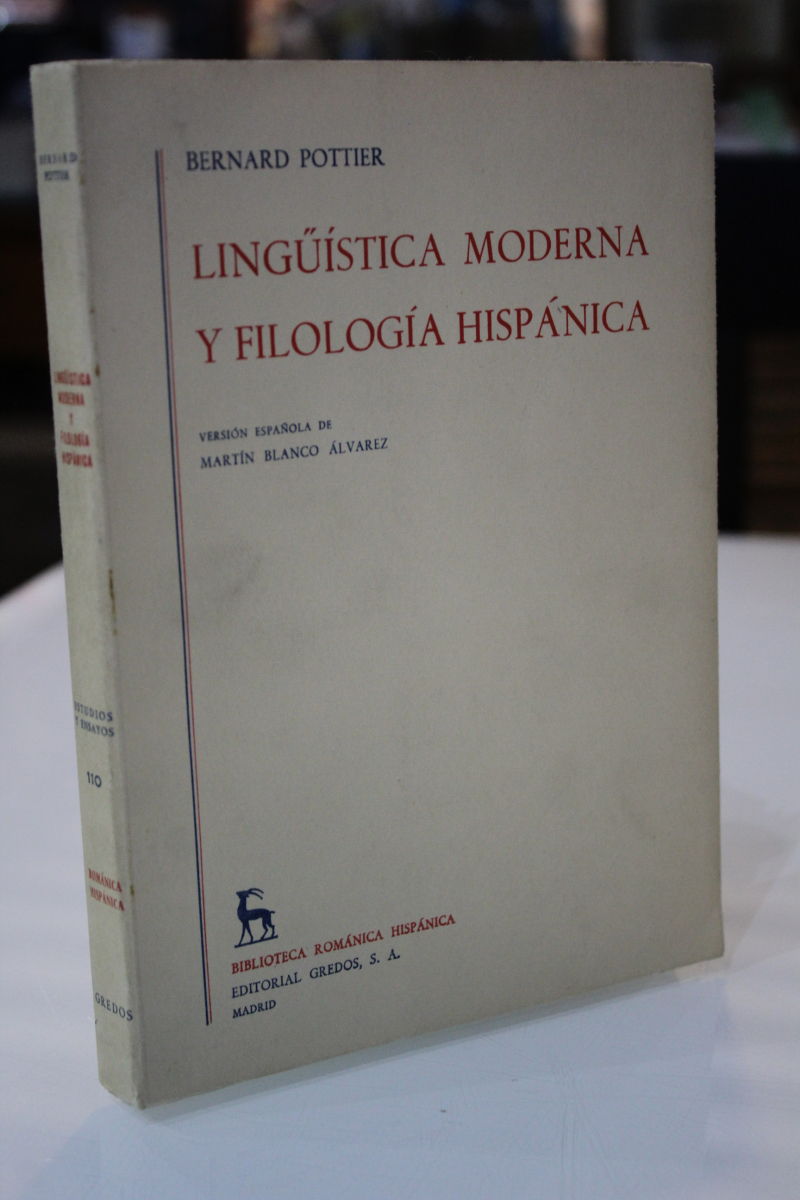 BERNARD POTTIER
LINGÜÍSTICA MODERNA
Y FILOLOGÍA HISPÁNICA
VERSIÓN ESPAÑOLA DE
MARTÍN BLANCO ÁLVAREZ
BIBLIOTECA ROMÁNICA HISPÁNICA
EDITORIAL GREDOS, S. A.
MADRID
BERNARD
POTTIER
LINGÜÍSTICA
MODERNA
Y
FILOLOGÍA
HISPÁNICA
ESTUDIOS
Y ENSAYOS
110
ROMÁNICA
HISPÁNICA
GREDOS